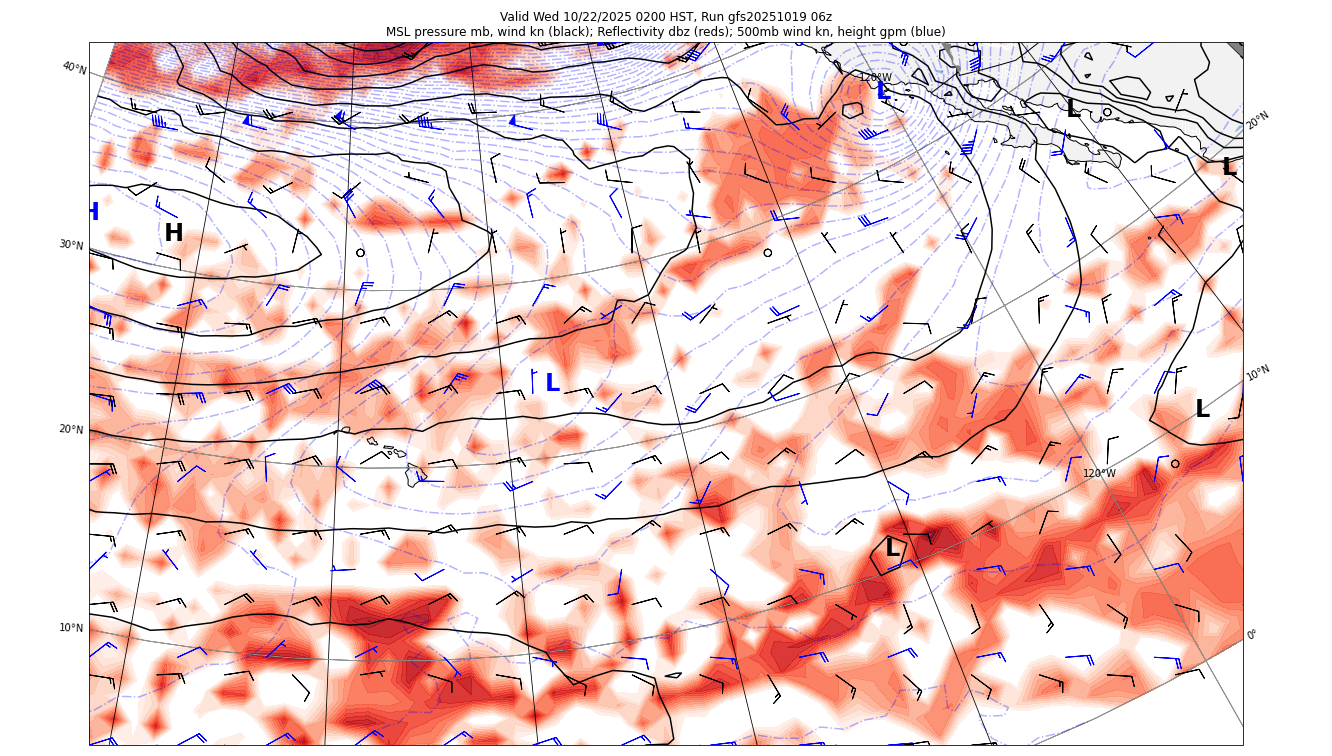 Valid Wed 10/22/2025 0200 HST, Run gfs20251019 06z
MSL pressure mb, wind kn (black); Reflectivity dbz (reds); 500mb wind kn, height gpm (blue)
40°N
120°W
L
L
20°N
L
H
H
30°N
10°N
L
L
20°N
120°W
L
10°N
0°